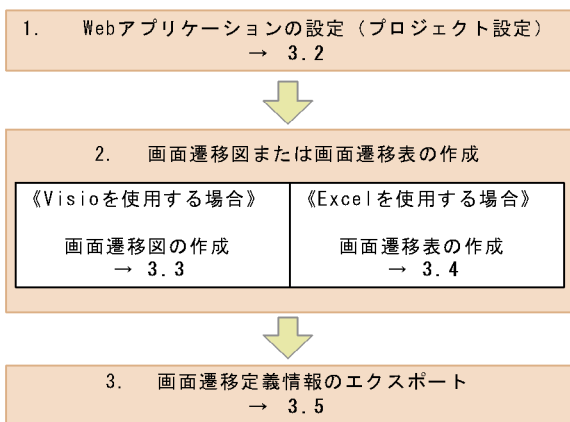 1.　Webアプリケーションの設定（プロジェクト設定）
→ 3.2
2.　画面遷移図または画面遷移表の作成
《Visioを使用する場合》
画面遷移図の作成
→ 3.3
《Excelを使用する場合》
画面遷移表の作成
→ 3.4
3.　画面遷移定義情報のエクスポート
→ 3.5